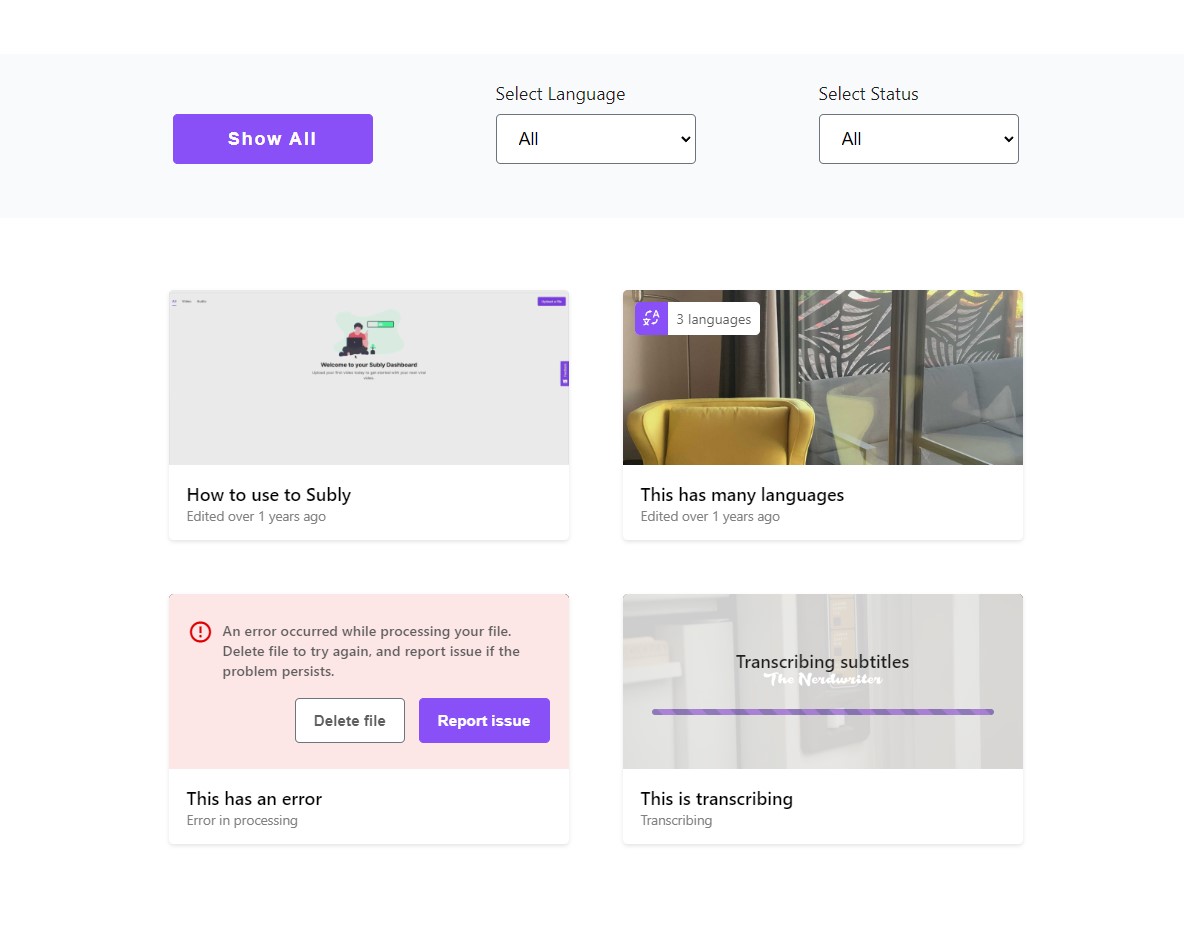 Select Language
Select Status
Show All
All
All
All Video Audio
Upload a file
Welcome to your Subly Dashboard
Upload your first video today to get started with your new viral
video.
3 languages
How to use to Subly
Edited over 1 years ago
This has many languages
Edited over 1 years ago
An error occurred while processing your file.
Delete file to try again, and report issue if the
problem persists.
Delete file
Report issue
Transcribing subtitles
The Nerdwriter
This has an error
Error in processing
This is transcribing
Transcribing